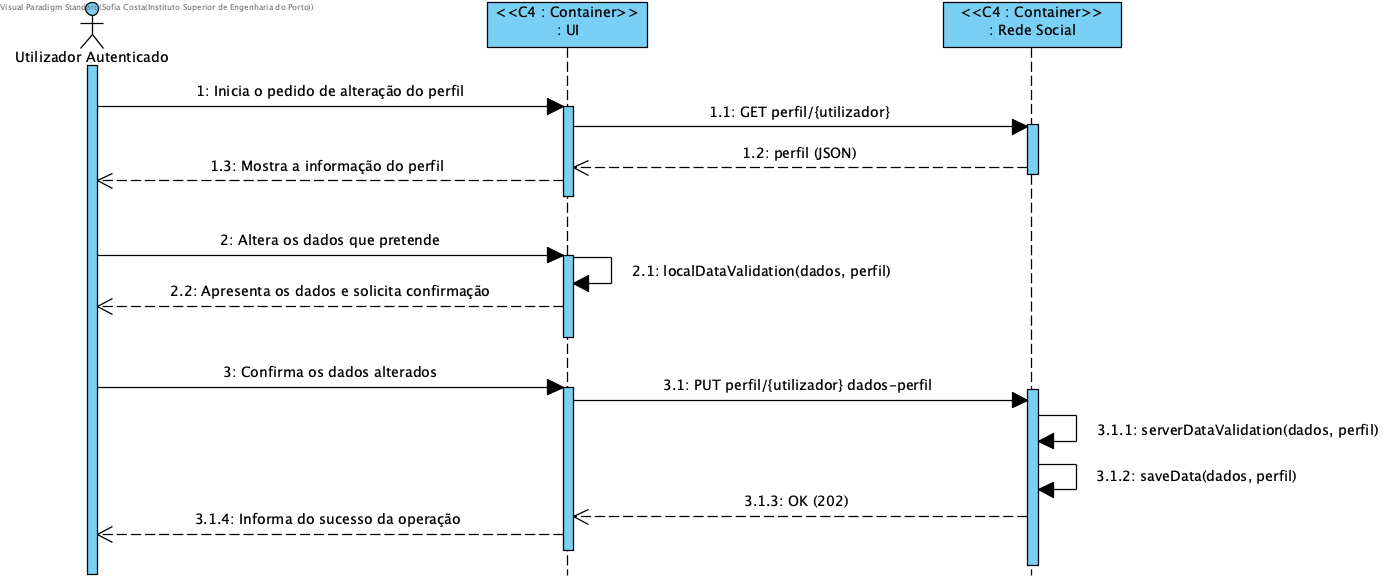 Visual Paradigm Standard(Sofia Costa(Instituto Superior de Engenharia do Porto))
<<C4 : Container>>
: UI
<<C4 : Container>>
: Rede Social
Utilizador Autenticado
1: Inicia o pedido de alteração do perfil
1.1: GET perfil/{utilizador}
1.2: perfil (JSON)
1.3: Mostra a informação do perfil
2: Altera os dados que pretende
2.1: localDataValidation(dados, perfil)
2.2: Apresenta os dados e solicita confirmação
3: Confirma os dados alterados
3.1: PUT perfil/{utilizador} dados-perfil
3.1.1: serverDataValidation(dados, perfil)
3.1.2: saveData(dados, perfil)
3.1.3: OK (202)
3.1.4: Informa do sucesso da operação